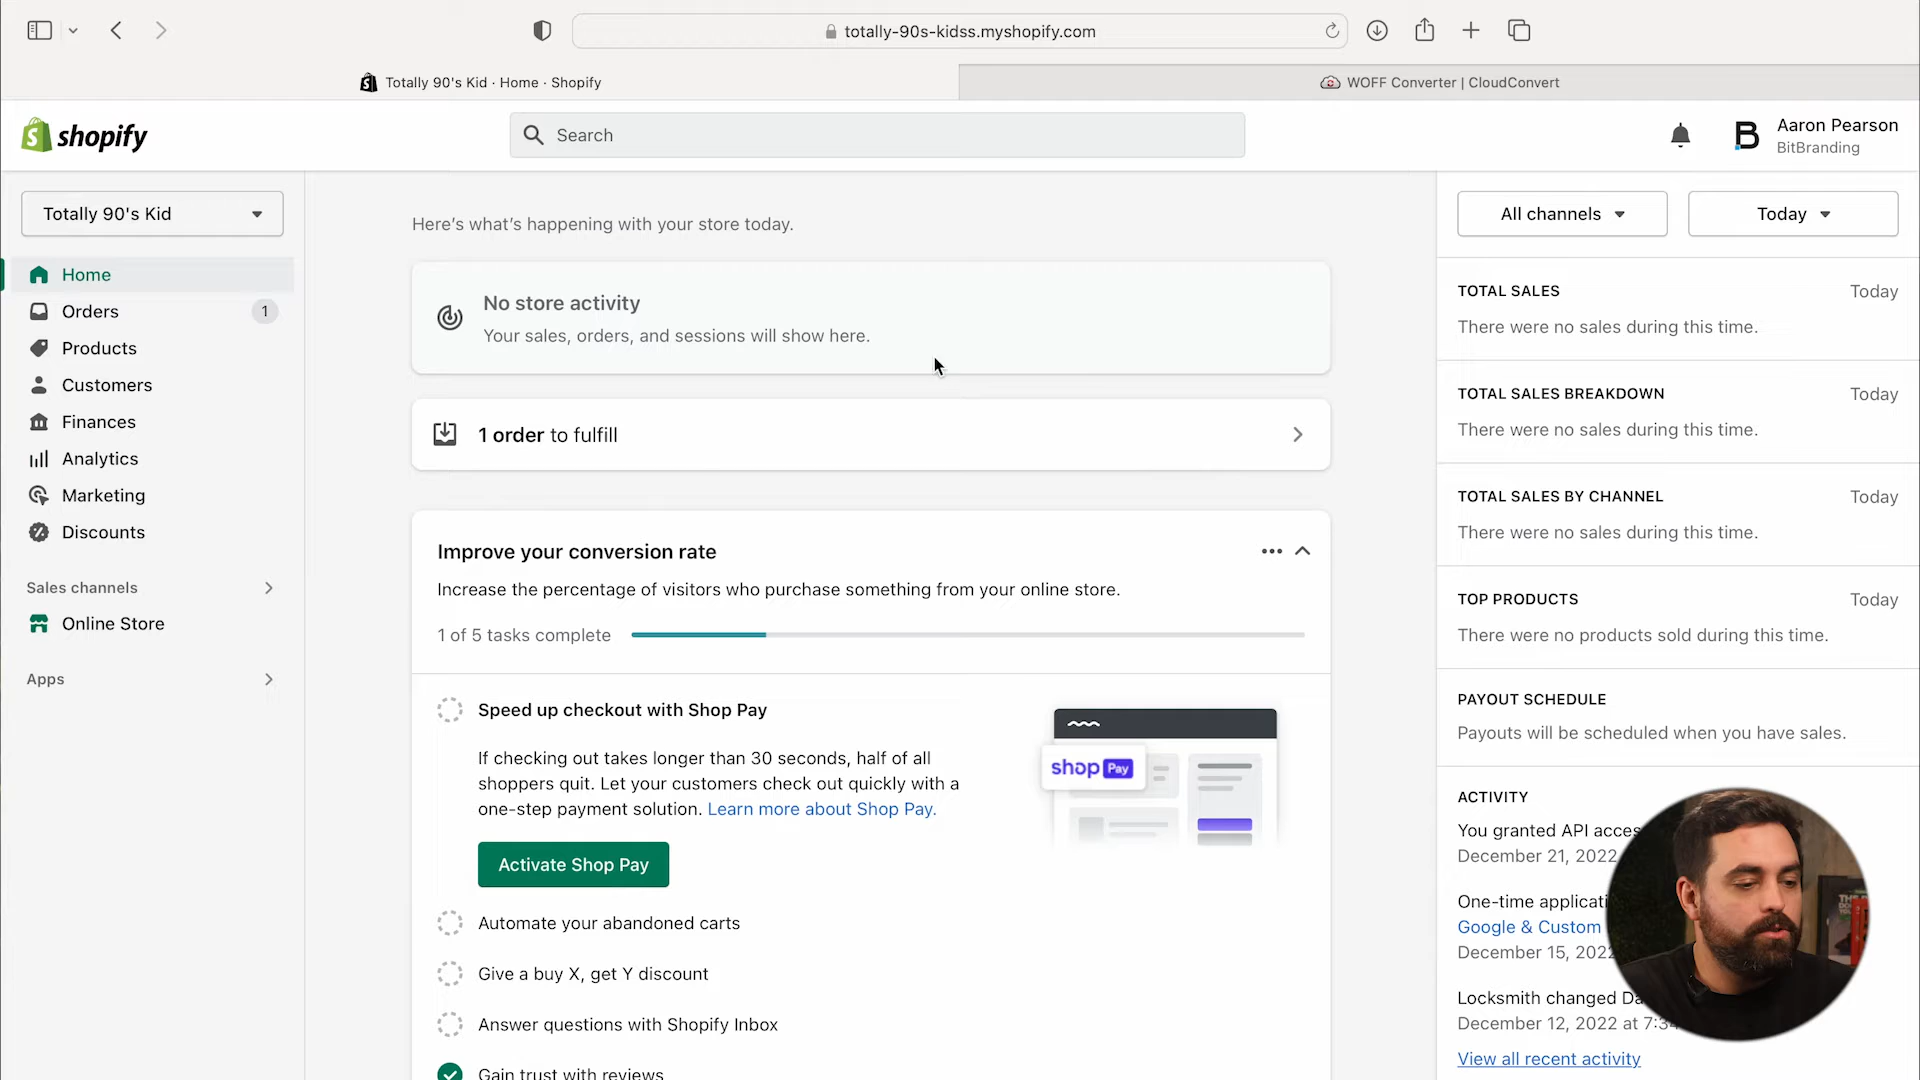 totally-90s-kidss.myshopify.com
Totally 90's Kid · Home · Shopify
WOFF Converter | CloudConvert
shopify
Search
Aaron Pearson
BitBranding
Totally 90's Kid
Home
Orders
1
Products
Customers
Finances
Analytics
Marketing
Discounts
Sales channels
Online Store
Apps
Here's what's happening with your store today.
No store activity
Your sales, orders, and sessions will show here.
1 order to fulfill
Improve your conversion rate
Increase the percentage of visitors who purchase something from your online store.
1 of 5 tasks complete
Speed up checkout with Shop Pay
If checking out takes longer than 30 seconds, half of all
shoppers quit. Let your customers check out quickly with a
one-step payment solution. Learn more about Shop Pay.
shop Pay
Activate Shop Pay
Automate your abandoned carts
Give a buy X, get Y discount
Answer questions with Shopify Inbox
Gain trust with reviews
All channels
Today
TOTAL SALES
Today
There were no sales during this time.
TOTAL SALES BREAKDOWN
Today
There were no sales during this time.
TOTAL SALES BY CHANNEL
Today
There were no sales during this time.
TOP PRODUCTS
Today
There were no products sold during this time.
PAYOUT SCHEDULE
Payouts will be scheduled when you have sales.
ACTIVITY
You granted API acces
December 21, 2022
One-time applicati
Google & Custom
December 15, 2022
Locksmith changed Da
December 12, 2022 at 7:34
View all recent activity